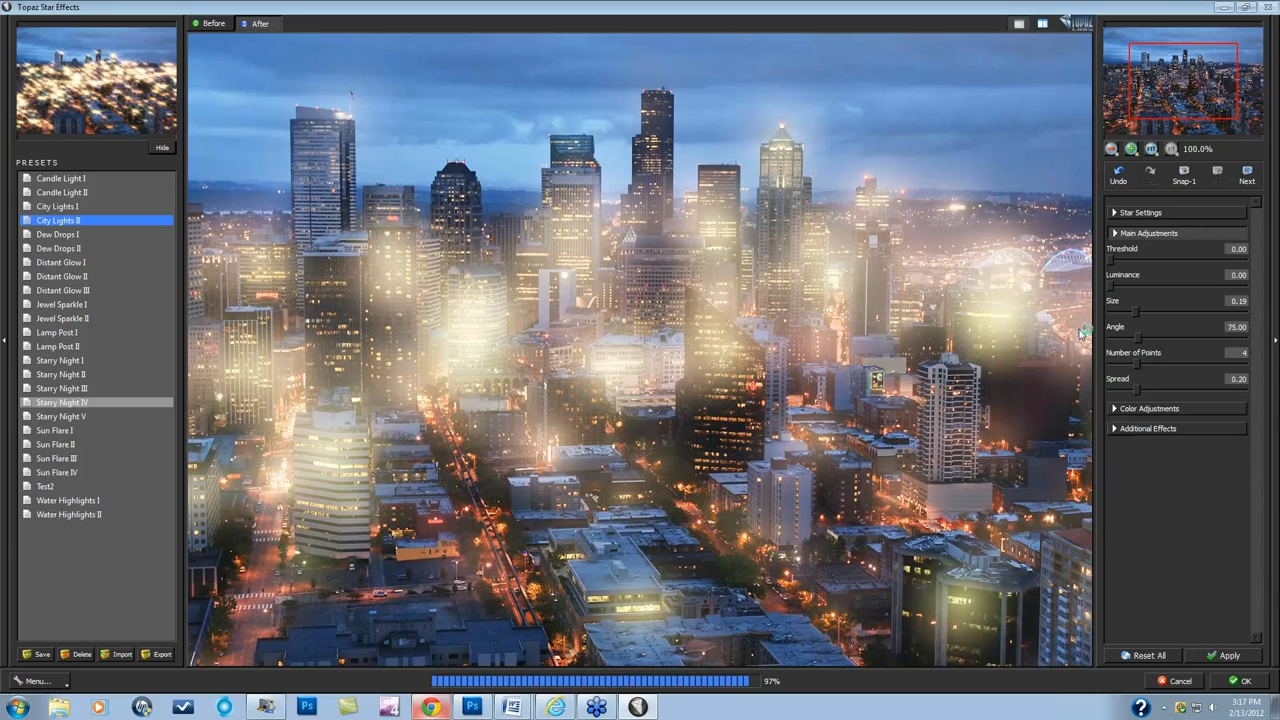 Topaz Star Effects
Before
After
TOPAZ
Hide
PRESETS
Candle Light I
Candle Light II
City Lights I
City Lights II
Dew Drops I
Dew Drops II
Distant Glow I
Distant Glow II
Distant Glow III
Jewel Sparkle I
Jewel Sparkle II
Lamp Post I
Lamp Post II
Starry Night I
Starry Night II
Starry Night III
Starry Night IV
Starry Night V
Sun Flare I
Sun Flare II
Sun Flare III
Sun Flare IV
Test2
Water Highlights I
Water Highlights II
Save
Delete
Import
Export
Menu...
97%
100.0%
Undo
Snap-1
Next
Star Settings
Main Adjustments
Threshold 0.00
Luminance 0.00
Size 0.19
Angle 75.00
Number of Points 4
Spread 0.20
Color Adjustments
Additional Effects
Reset All
Apply
Cancel
OK
3:17 PM
2/13/2012